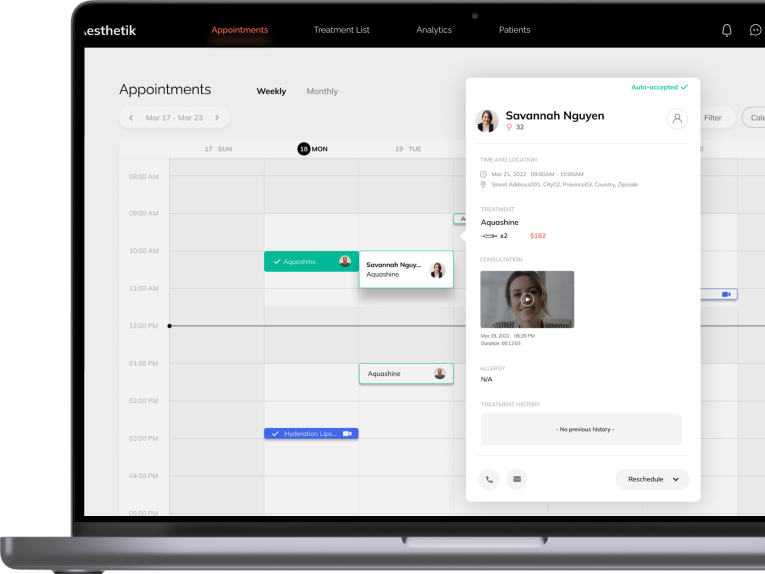 esthetik
Appointments Treatment List Analytics Patients
Appointments Weekly Monthly
Mar 17 - Mar 23
Filter
17 SUN 18 MON 19 TUE
08:00 AM
09:00 AM
10:00 AM
11:00 AM
12:00 PM
01:00 PM
02:00 PM
03:00 PM
04:00 PM
05:00 PM
Aquashine
Savannah Nguy...
Aquashine
Aquashine
Hyderation Lips...
Auto-accepted
Savannah Nguyen
32
TIME AND LOCATION
Mar 21, 2022 09:00AM - 10:00AM
Street Address001, City02, Province03, Country, Zipcode
TREATMENT
Aquashine
x2 $182
CONSULTATION
Mar 19, 2022 06:20 PM
Duration: 00:12:03
ALLERGY
N/A
TREATMENT HISTORY
- No previous history -
Reschedule